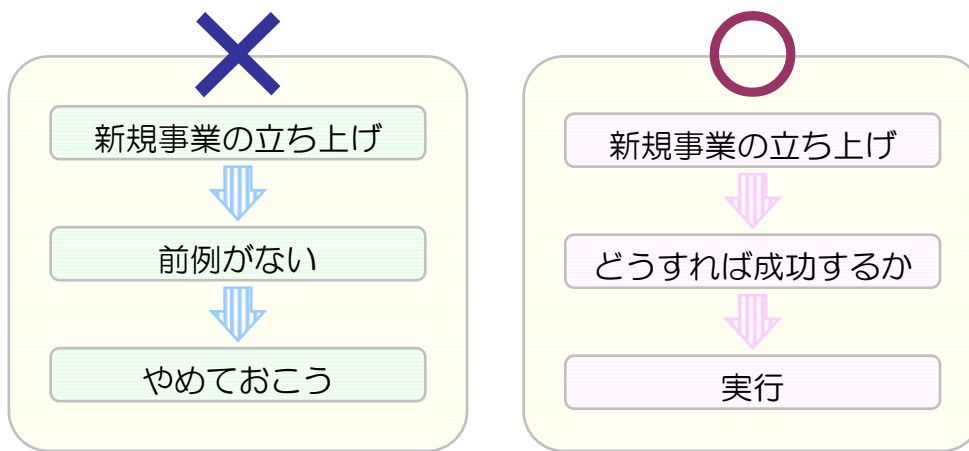 新規事業の立ち上げ
前例がない
やめておこう
新規事業の立ち上げ
どうすれば成功するか
実行